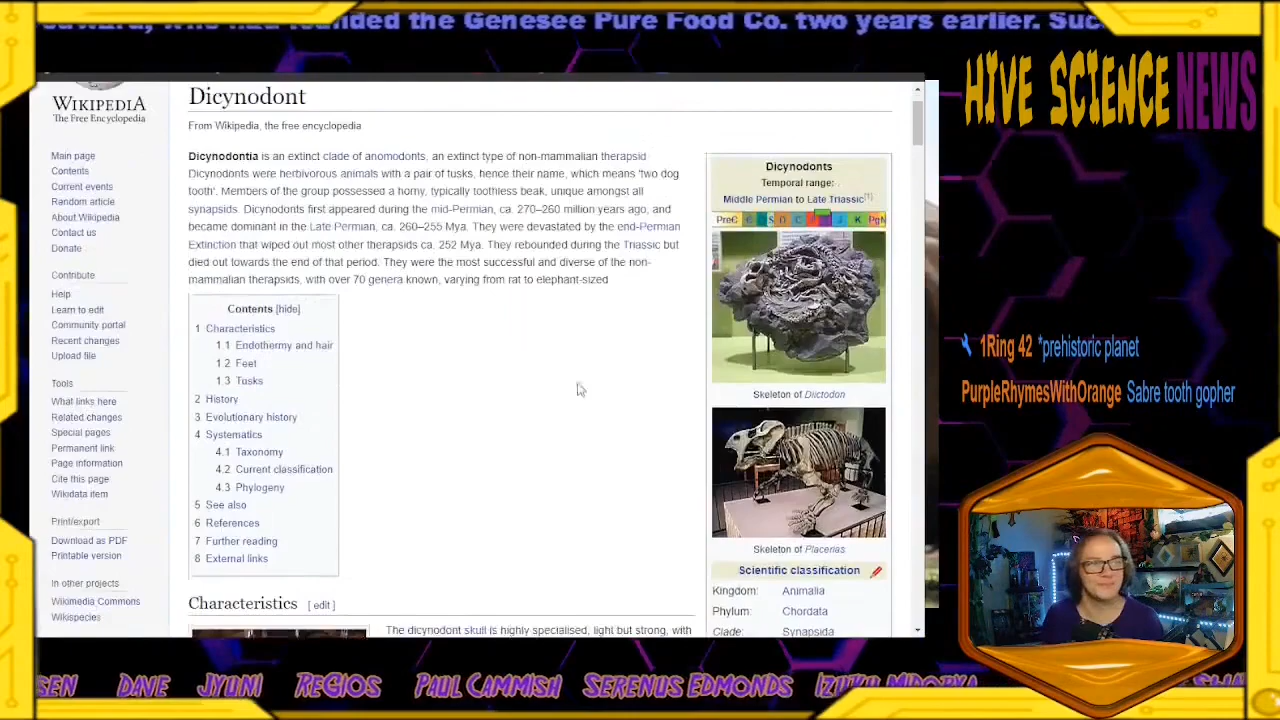 who had founded the Genesee Pure Food Co. two years earlier.
HIVE SCIENCE NEWS
WIKIPEDIA
The Free Encyclopedia
Main page
Contents
Current events
Random article
About Wikipedia
Contact us
Donate
Contribute
Help
Learn to edit
Community portal
Recent changes
Upload file
Tools
What links here
Related changes
Special pages
Permanent link
Page information
Cite this page
Wikidata item
Print/export
Download as PDF
Printable version
In other projects
Wikimedia Commons
Wikispecies
Dicynodont
From Wikipedia, the free encyclopedia
Dicynodontia is an extinct clade of anomodonts, an extinct type of non-mammalian therapsid
Dicynodonts were herbivorous animals with a pair of tusks, hence their name, which means 'two dog
tooth'. Members of the group possessed a horny, typically toothless beak, unique amongst all
synapsids. Dicynodonts first appeared during the mid-Permian, ca. 270–260 million years ago, and
became dominant in the Late Permian, ca. 260–255 Mya. They were devastated by the end-Permian
Extinction that wiped out most other therapsids ca. 252 Mya. They rebounded during the Triassic but
died out towards the end of that period. They were the most successful and diverse of the non-
mammalian therapsids, with over 70 genera known, varying from rat to elephant-sized
Contents [hide]
1 Characteristics
1.1 Endothermy and hair
1.2 Feet
1.3 Tusks
2 History
3 Evolutionary history
4 Systematics
4.1 Taxonomy
4.2 Current classification
4.3 Phylogeny
5 See also
6 References
7 Further reading
8 External links
Characteristics [ edit ]
The dicynodont skull is highly specialised, light but strong, with
Dicynodonts
Temporal range:
Middle Permian to Late Triassic[1]
PreC Є O S D C P T J K Pg N
Skeleton of Diictodon
Skeleton of Placerias
Scientific classification
Kingdom: Animalia
Phylum: Chordata
Clade: Synapsida
1Ring 42 *prehistoric planet
PurpleRhymesWithOrange Sabre tooth gopher
SEN DAVE JYUNI REGIOS PAUL CAMMISH SERENUS EDMONDS IZUKU MIDORYA